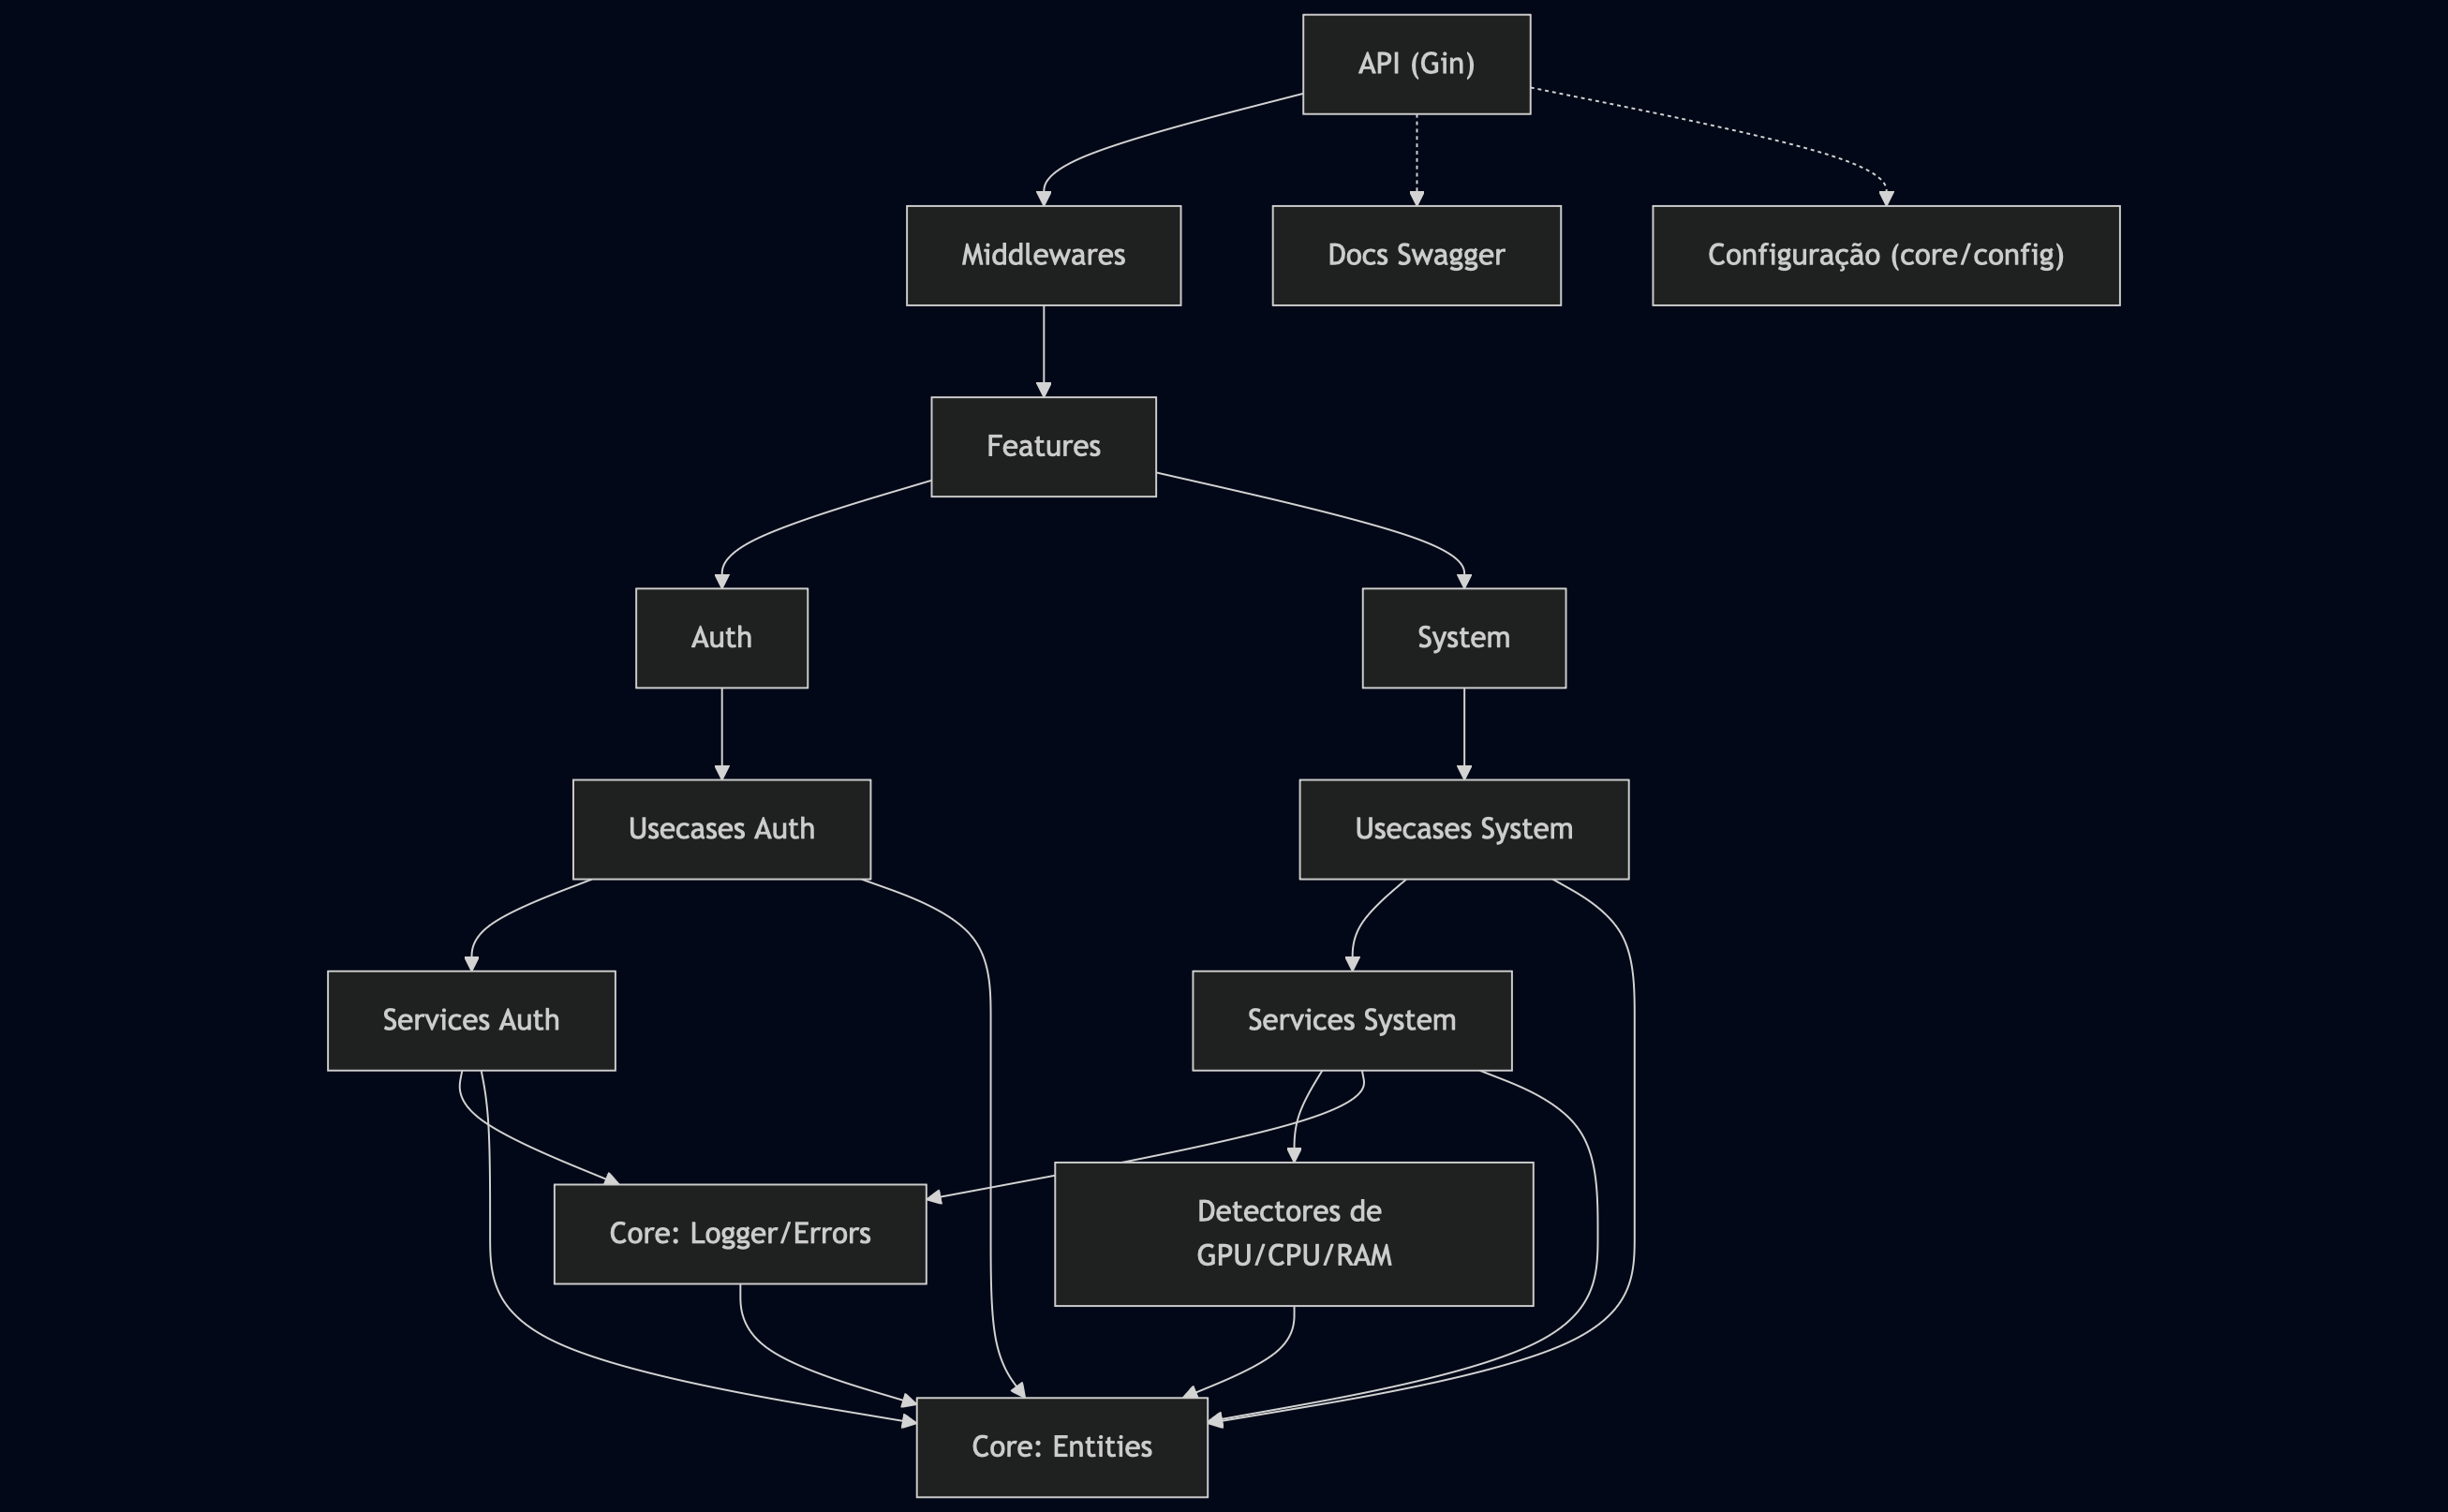 API (Gin)
Middlewares
Docs Swagger
Configuração (core/config)
Features
Auth
System
Usecases Auth
Usecases System
Services Auth
Services System
Core: Logger/Errors
Detectores de
GPU/CPU/RAM
Core: Entities